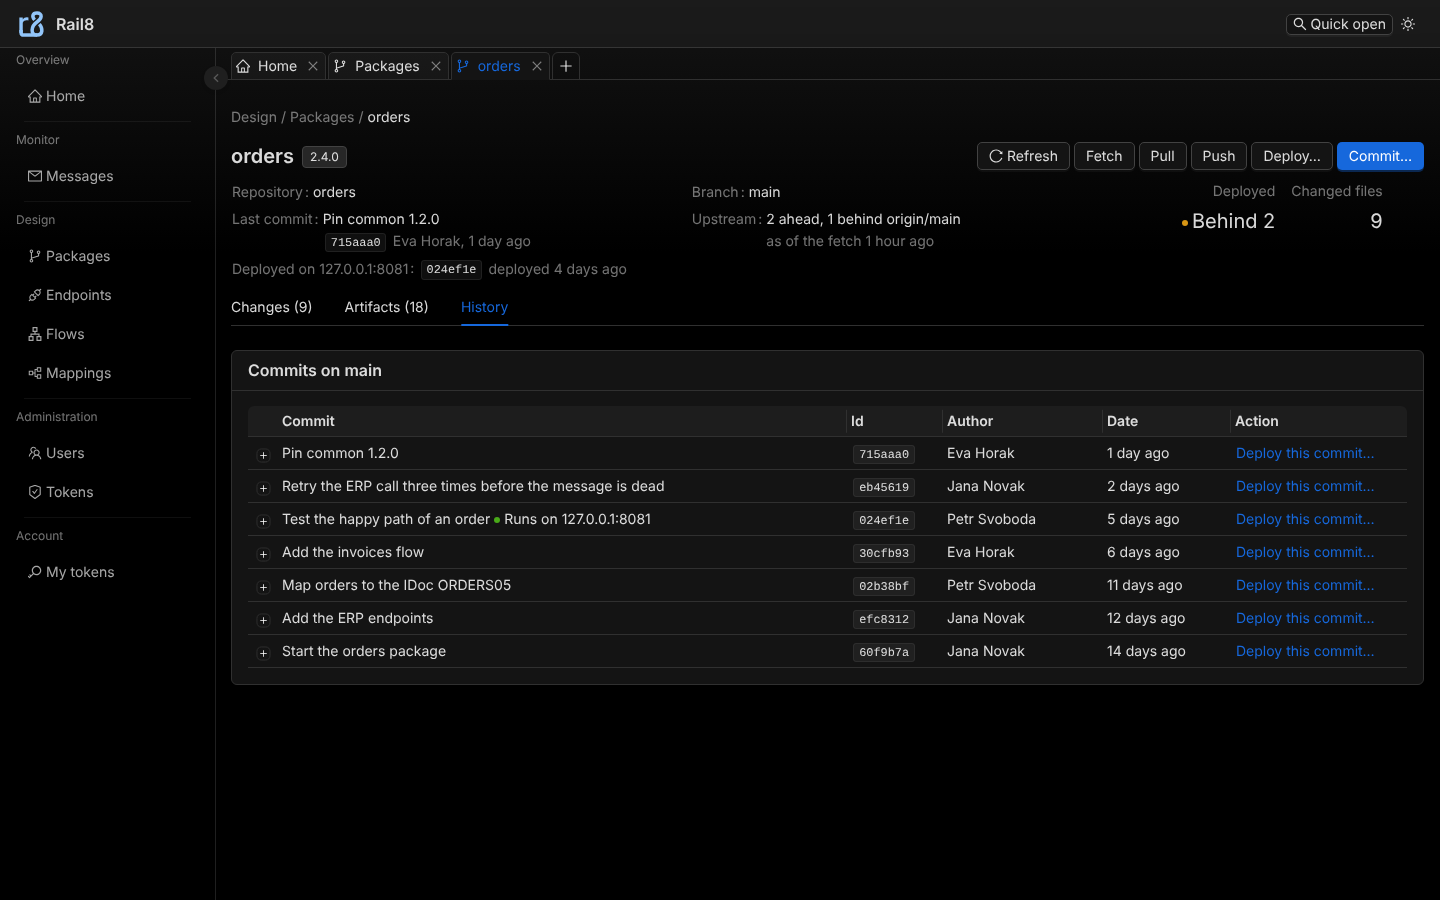 r8 Rail8
Quick open
Overview
Home
Monitor
Messages
Design
Packages
Endpoints
Flows
Mappings
Administration
Users
Tokens
Account
My tokens
Home
Packages
orders
Design / Packages / orders
orders 2.4.0
Refresh
Fetch
Pull
Push
Deploy...
Commit...
Repository: orders
Branch: main
Last commit: Pin common 1.2.0
715aaa0 Eva Horak, 1 day ago
Upstream: 2 ahead, 1 behind origin/main
as of the fetch 1 hour ago
Deployed on 127.0.0.1:8081: 024ef1e deployed 4 days ago
Deployed
Behind 2
Changed files
9
Changes (9)
Artifacts (18)
History
Commits on main
Commit Id Author Date Action
Pin common 1.2.0 715aaa0 Eva Horak 1 day ago Deploy this commit...
Retry the ERP call three times before the message is dead eb45619 Jana Novak 2 days ago Deploy this commit...
Test the happy path of an order Runs on 127.0.0.1:8081 024ef1e Petr Svoboda 5 days ago Deploy this commit...
Add the invoices flow 30cfb93 Eva Horak 6 days ago Deploy this commit...
Map orders to the IDoc ORDERS05 02b38bf Petr Svoboda 11 days ago Deploy this commit...
Add the ERP endpoints efc8312 Jana Novak 12 days ago Deploy this commit...
Start the orders package 60f9b7a Jana Novak 14 days ago Deploy this commit...